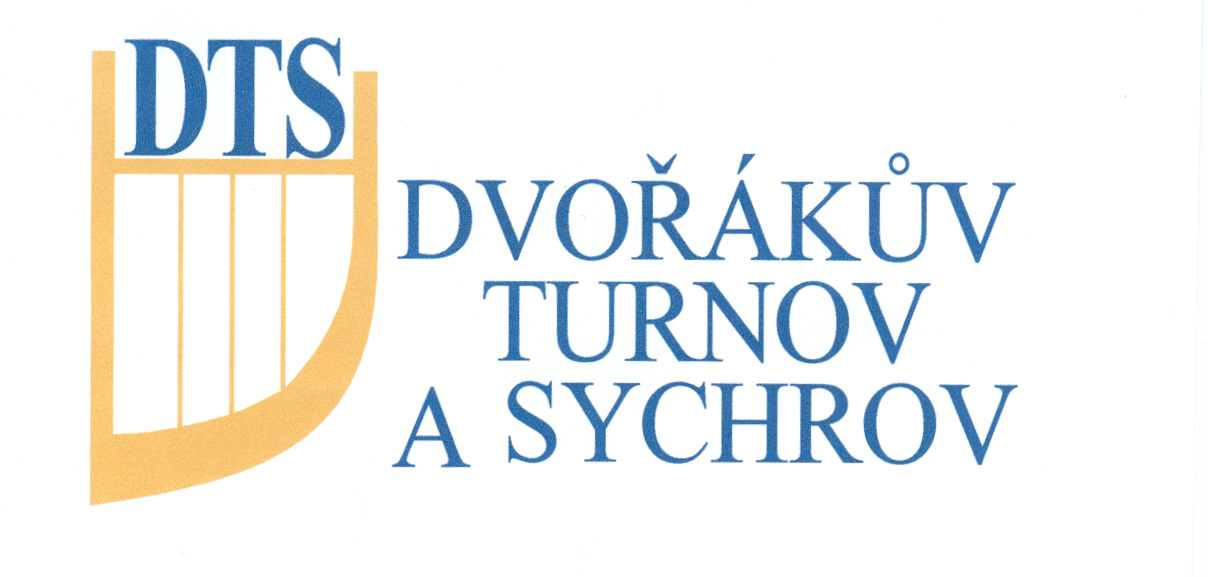 DTS
DVOŘÁKŮV
TURNOV
A SYCHROV